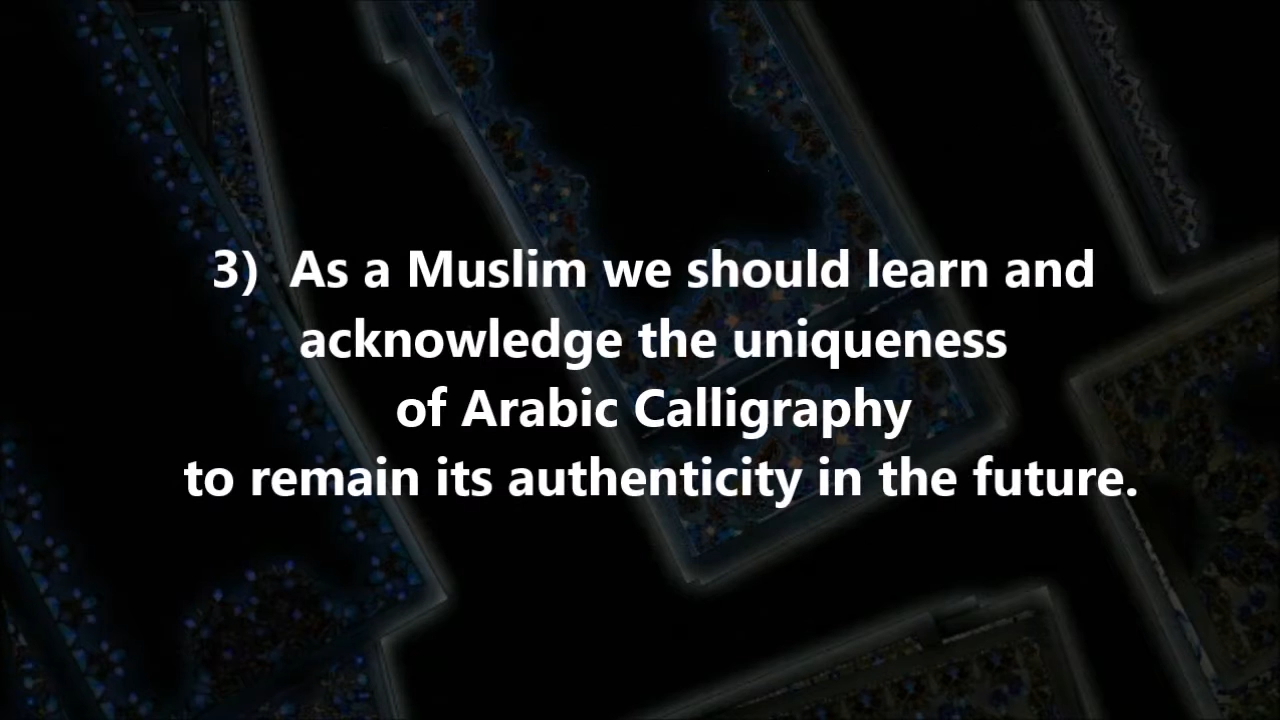 3)  As a Muslim we should learn and
acknowledge the uniqueness
of Arabic Calligraphy
to remain its authenticity in the future.